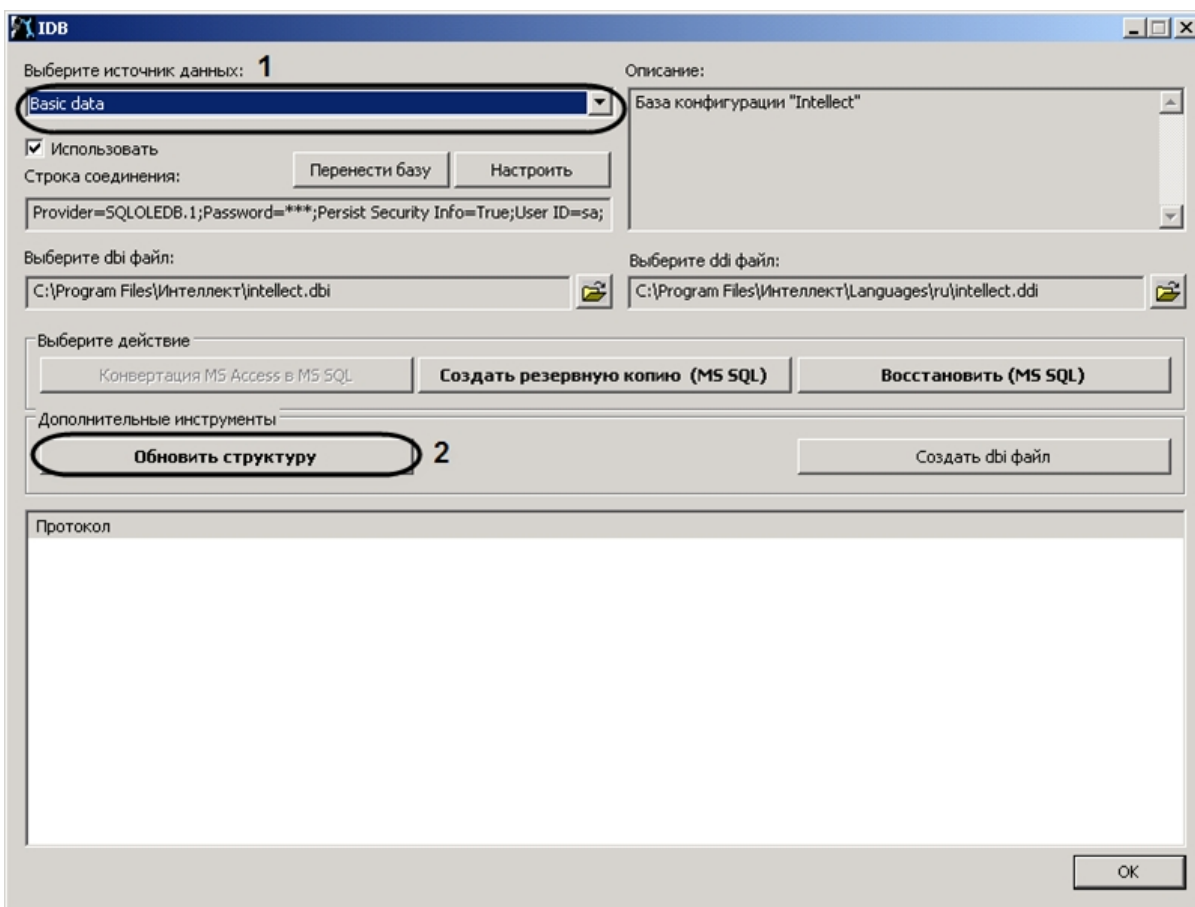 IDB
Выберите источник данных: 1
Описание:
Basic data
База конфигурации "Intellect"
Использовать
Строка соединения:
Перенести базу
Настроить
Provider=SQLOLEDB.1;Password=***;Persist Security Info=True;User ID=sa;
Выберите dbi файл:
Выберите ddi файл:
C:\Program Files\Интеллект\intellect.dbi
C:\Program Files\Интеллект\Languages\ru\intellect.ddi
Выберите действие
Конвертация MS Access в MS SQL
Создать резервную копию (MS SQL)
Восстановить (MS SQL)
Дополнительные инструменты
Обновить структуру
2
Создать dbi файл
Протокол
OK